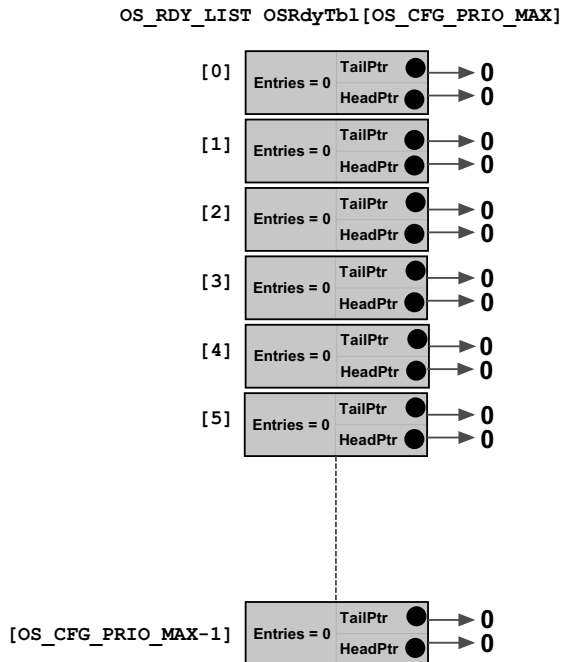 OS_RDY_LIST OSRdyTbl[OS_CFG_PRIO_MAX]
[0] Entries = 0 TailPtr 0
HeadPtr 0
[1] Entries = 0 TailPtr 0
HeadPtr 0
[2] Entries = 0 TailPtr 0
HeadPtr 0
[3] Entries = 0 TailPtr 0
HeadPtr 0
[4] Entries = 0 TailPtr 0
HeadPtr 0
[5] Entries = 0 TailPtr 0
HeadPtr 0
[OS_CFG_PRIO_MAX-1] Entries = 0 TailPtr 0
HeadPtr 0